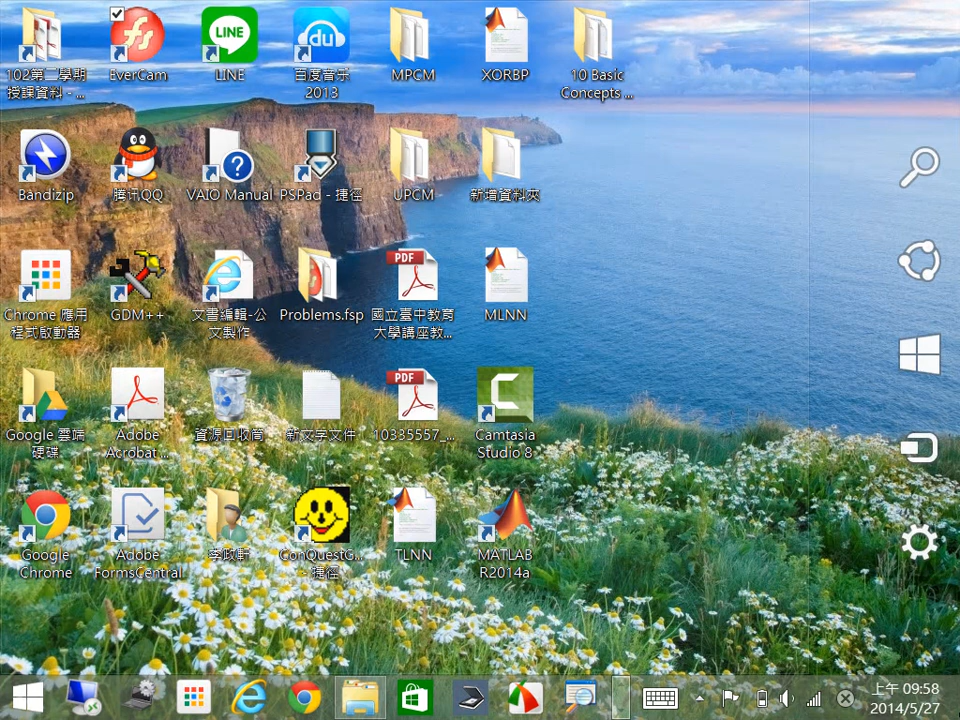 102第二學期
授課資料 - ...
EverCam
LINE
LINE
du
百度音乐
2013
MPCM
XORBP
10 Basic
Concepts ...
Bandizip
腾讯QQ
VAIO Manual
PSPad - 捷徑
UPCM
新增資料夾
Chrome 應用
程式啟動器
GDM++
文書編輯-公
文製作
Problems.fsp
PDF
國立臺中教育
大學講座教...
MLNN
Google 雲端
硬碟
Adobe
Acrobat ...
資源回收筒
新文字文件
PDF
10335557_...
Camtasia
Studio 8
Google
Chrome
Adobe
FormsCentral
李政軒
ConQuestG...
- 捷徑
TLNN
MATLAB
R2014a
上午 09:58
2014/5/27